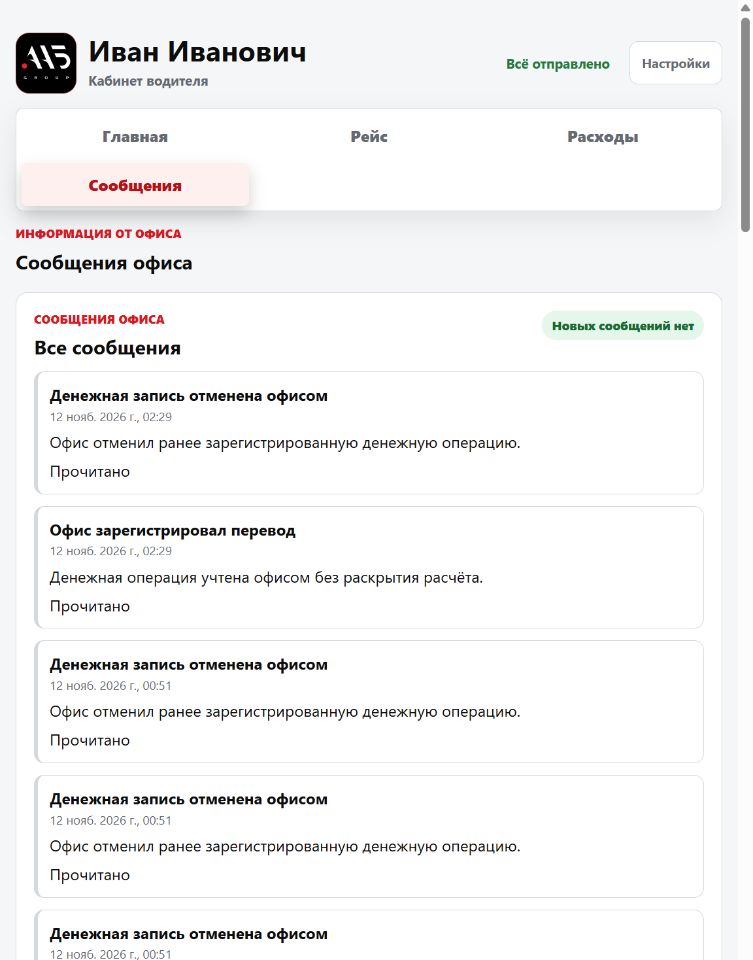 .A15
GROUP
Иван Иванович
Кабинет водителя
Всё отправлено
Настройки
Главная
Рейс
Расходы
Сообщения
ИНФОРМАЦИЯ ОТ ОФИСА
Сообщения офиса
СООБЩЕНИЯ ОФИСА
Новых сообщений нет
Все сообщения
Денежная запись отменена офисом
12 нояб. 2026 г., 02:29
Офис отменил ранее зарегистрированную денежную операцию.
Прочитано
Офис зарегистрировал перевод
12 нояб. 2026 г., 02:29
Денежная операция учтена офисом без раскрытия расчёта.
Прочитано
Денежная запись отменена офисом
12 нояб. 2026 г., 00:51
Офис отменил ранее зарегистрированную денежную операцию.
Прочитано
Денежная запись отменена офисом
12 нояб. 2026 г., 00:51
Офис отменил ранее зарегистрированную денежную операцию.
Прочитано
Денежная запись отменена офисом
12 нояб. 2026 г., 00:51